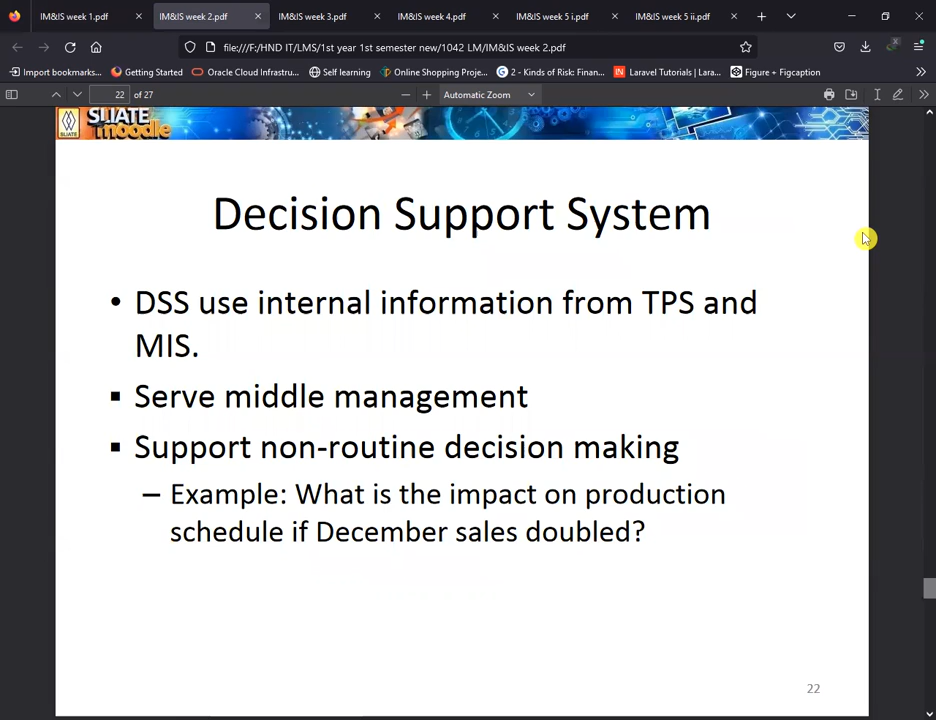 IM&IS week 1.pdf
IM&IS week 2.pdf
IM&IS week 3.pdf
IM&IS week 4.pdf
IM&IS week 5 i.pdf
IM&IS week 5 ii.pdf
file:///F:/HND IT/LMS/1st year 1st semester new/1042 LM/IM&IS week 2.pdf
Import bookmarks...
Getting Started
Oracle Cloud Infrastru...
Self learning
Online Shopping Proje...
2 - Kinds of Risk: Finan...
Laravel Tutorials | Lara...
Figure + Figcaption
22 of 27
Automatic Zoom
SLIATE
SLIATE
moodle
Decision Support System
• DSS use internal information from TPS and
MIS.
▪ Serve middle management
▪ Support non-routine decision making
– Example: What is the impact on production
schedule if December sales doubled?
22